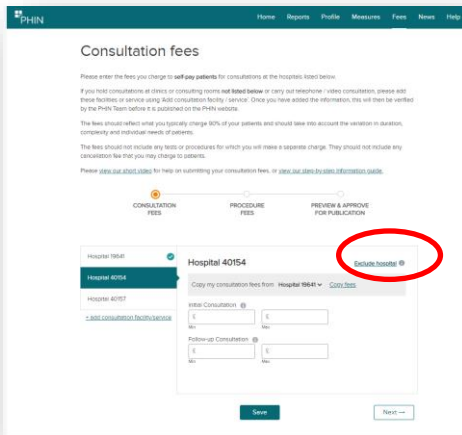 PHIN
Home Reports Profile Measures Fees News Help
Consultation fees
Please enter the fees you charge to self-pay patients for consultations at the hospitals listed below.
If you hold consultations at clinics or consulting rooms not listed below or carry out telephone / video consultation, please add
these facilities or service using 'Add consultation facility / service'. Once you have added the information, this will then be verified
by the PHIN Team before it is published on the PHIN website.
The fees should reflect what you typically charge 90% of your patients and should take into account the variation in duration,
complexity and individual needs of patients.
The fees should not include any tests or procedures for which you will make a separate charge. They should not include any
cancellation fee that you may charge to patients.
Please view our short video for help on submitting your consultation fees, or view our step-by-step information guide.
CONSULTATION FEES
PROCEDURE FEES
PREVIEW & APPROVE FOR PUBLICATION
Hospital 19641
Hospital 40154
Hospital 40157
+ add consultation facility/service
Hospital 40154
Exclude hospital
Copy my consultation fees from Hospital 19641 Copy fees
Initial Consultation
£ £
Min Max
Follow-up Consultation
£ £
Min Max
Save
Next →